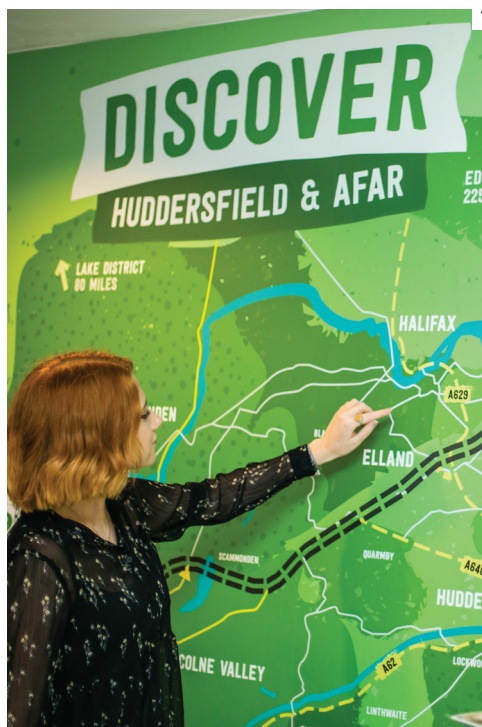 DISCOVER
HUDDERSFIELD & AFAR
LAKE DISTRICT
80 MILES
HALIFAX
A629
ELLAND
SCAMMONDEN
QUARMBY
COLNE VALLEY
A62
LINTHWAITE